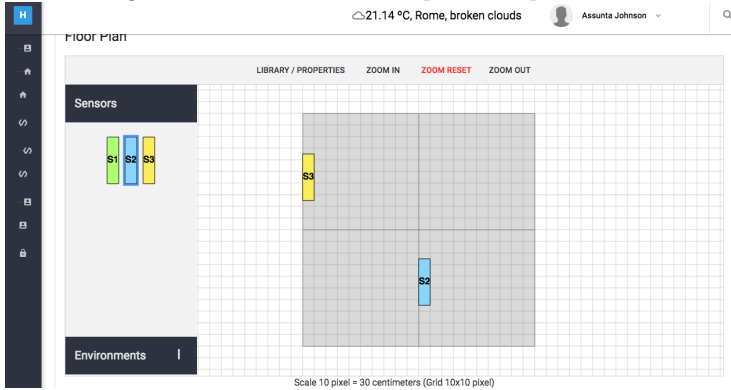 H
21.14 ºC, Rome, broken clouds
Assunta Johnson
Floor Plan
LIBRARY / PROPERTIES ZOOM IN ZOOM RESET ZOOM OUT
Sensors
S1 S2 S3
S3
S2
Environments
Scale 10 pixel = 30 centimeters (Grid 10x10 pixel)